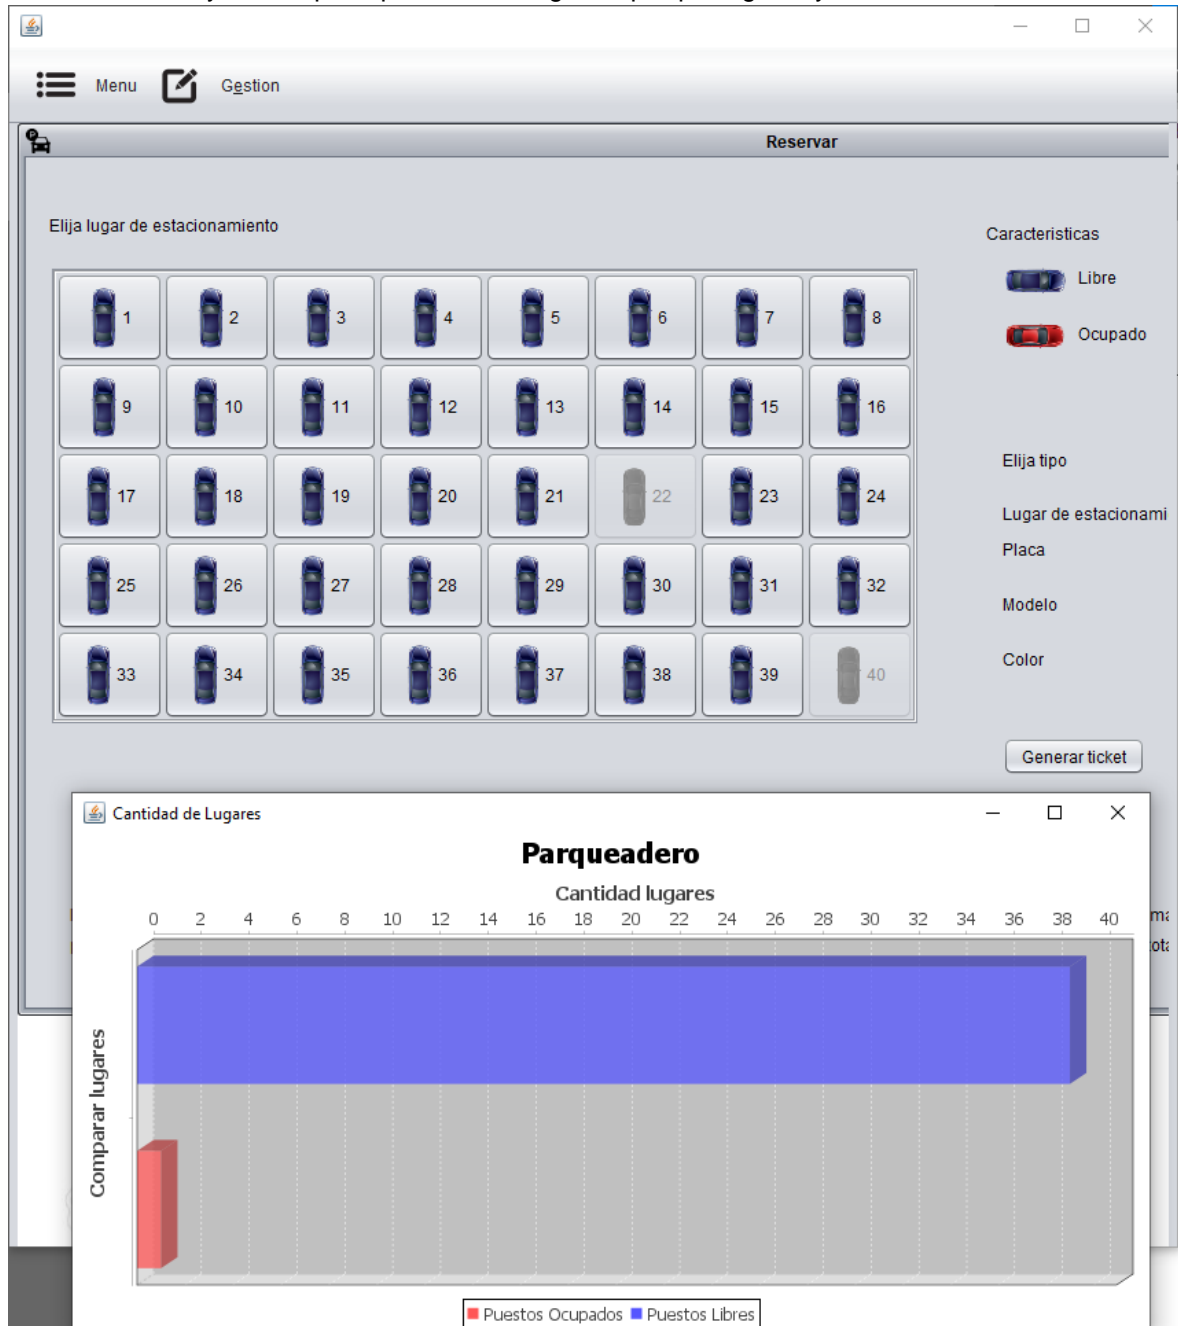 Menu Gestion
Reservar
Elija lugar de estacionamiento
Caracteristicas
Libre
Ocupado
1 2 3 4 5 6 7 8
9 10 11 12 13 14 15 16
17 18 19 20 21 22 23 24
25 26 27 28 29 30 31 32
33 34 35 36 37 38 39 40
Elija tipo
Lugar de estacionami
Placa
Modelo
Color
Generar ticket
Cantidad de Lugares
Parqueadero
Cantidad lugares
0 2 4 6 8 10 12 14 16 18 20 22 24 26 28 30 32 34 36 38 40
Comparar lugares
Puestos Ocupados Puestos Libres